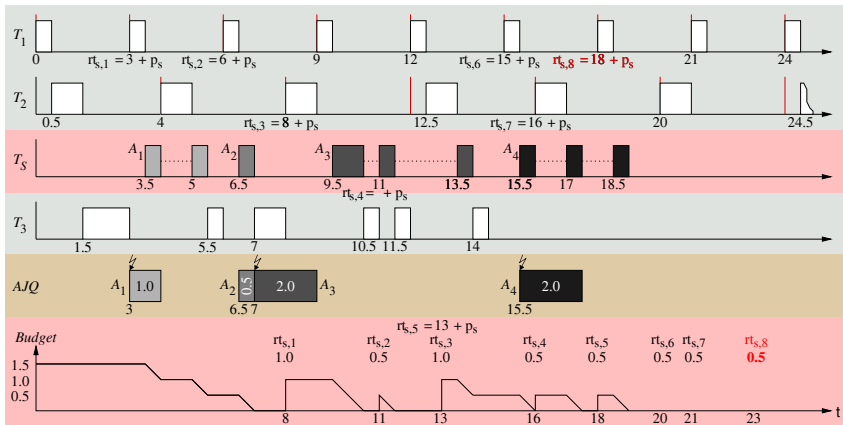 T1
0 rts,1 = 3 + ps rts,2 = 6 + ps 9 12 rts,6 = 15 + ps rts,8 = 18 + ps 21 24
T2
0.5 4 rts,3 = 8 + ps 12.5 rts,7 = 16 + ps 20 24.5
TS A1 A2 A3 A4
3.5 5 6.5 9.5 11 13.5 15.5 17 18.5
rts,4 = + ps
T3
1.5 5.5 7 10.5 11.5 14
AJQ A1 1.0 A2 0.5 2.0 A3 A4 2.0
3 6.5 7 15.5
rts,5 = 13 + ps
Budget rts,1 rts,2 rts,3 rts,4 rts,5 rts,6 rts,7 rts,8
1.0 0.5 1.0 0.5 0.5 0.5 0.5 0.5
1.5
1.0
0.5
t
8 11 13 16 18 20 21 23